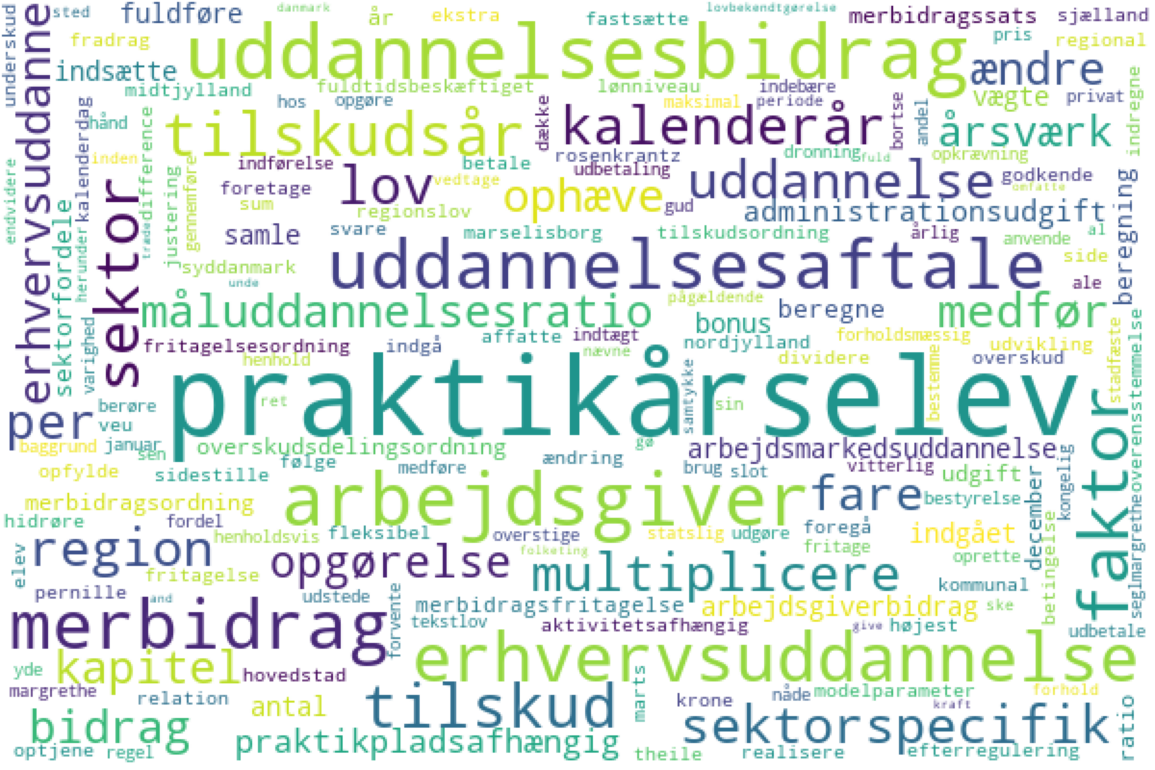 underskud
sted
fuldføre
danmark
år
ekstra
fastsætte
lovbekendtgørelse
merbidragssats
sjælland
fradrag
uddannelsesbidrag
pris
regional
indsætte
ændre
midtjylland
fuldtidsbeskæftiget
lønniveau
indebære
vægte
privat
erhvervsuddanne
kalenderdag
hånd
hos
opgøre
maksimal
periode
tilskudsår
dække
kalenderår
bortse
andel
årsværk
indregne
inden
trædedifference
indførelse
betale
rosenkrantz
dronning
fuld
opkrævning
endvidere
sektorfordele
herunder
sektor
justering
gennemføre
foretage
lov
vedtage
udbetaling
uddannelse
godkende
omfatte
sum
regionslov
ophæve
gud
administrationsudgift
beregning
samle
svare
marselisborg
tilskudsordning
årlig
anvende
al
syddanmark
unde
uddannelsesaftale
side
ale
måluddannelsesratio
pågældende
beregne
medfør
bonus
varighed
fritagelsesordning
indgå
affatte
indtægt
nordjylland
forholdsmæssig
udvikling
henhold
nævne
dividere
overskud
stadfæste
overensstemmelse
praktikårselev
samtykke
bestemme
per
berøre
veu
ret
sin
faktor
baggrund
januar
sen
overskudsdelingsordning
gø
arbejdsmarkedsuddannelse
kongelig
opfylde
sidestille
følge
medføre
ændring
brug
slot
vitterlig
udgift
merbidragsordning
arbejdsgiver
fare
bestyrelse
december
hidrøre
fordel
henholdsvis
fleksibel
overstige
statslig
udgøre
foregå
indgået
elev
region
opgørelse
folketing
fritage
oprette
betingelse
seglmargrethe
fritagelse
multiplicere
kommunal
pernille
and
udstede
forvente
merbidragsfritagelse
arbejdsgiverbidrag
ske
merbidrag
tekstlov
aktivitetsafhængig
give
højest
udbetale
yde
kapitel
hovedstad
erhvervsuddannelse
margrethe
relation
antal
tilskud
marts
krone
nåde
modelparameter
kraft
forhold
ratio
bidrag
sektorspecifik
optjene
regel
praktikpladsafhængig
theile
realisere
efterregulering